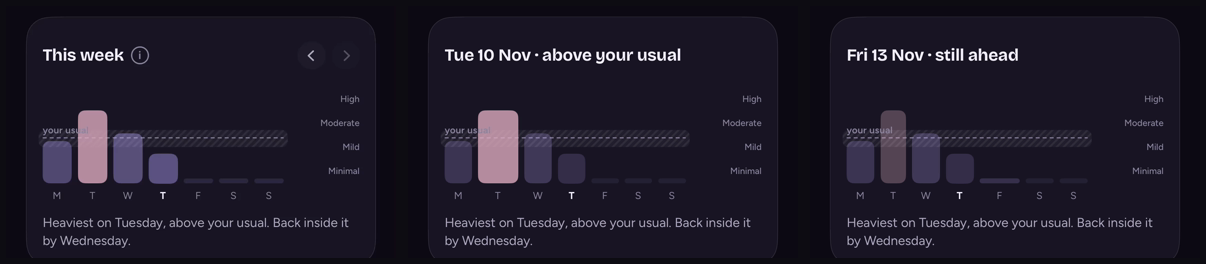 This week
High
Moderate
your usual
Mild
Minimal
M T W T F S S
Heaviest on Tuesday, above your usual. Back inside it
by Wednesday.
Tue 10 Nov · above your usual
High
Moderate
your usual
Mild
Minimal
M T W T F S S
Heaviest on Tuesday, above your usual. Back inside it
by Wednesday.
Fri 13 Nov · still ahead
High
Moderate
your usual
Mild
Minimal
M T W T F S S
Heaviest on Tuesday, above your usual. Back inside it
by Wednesday.